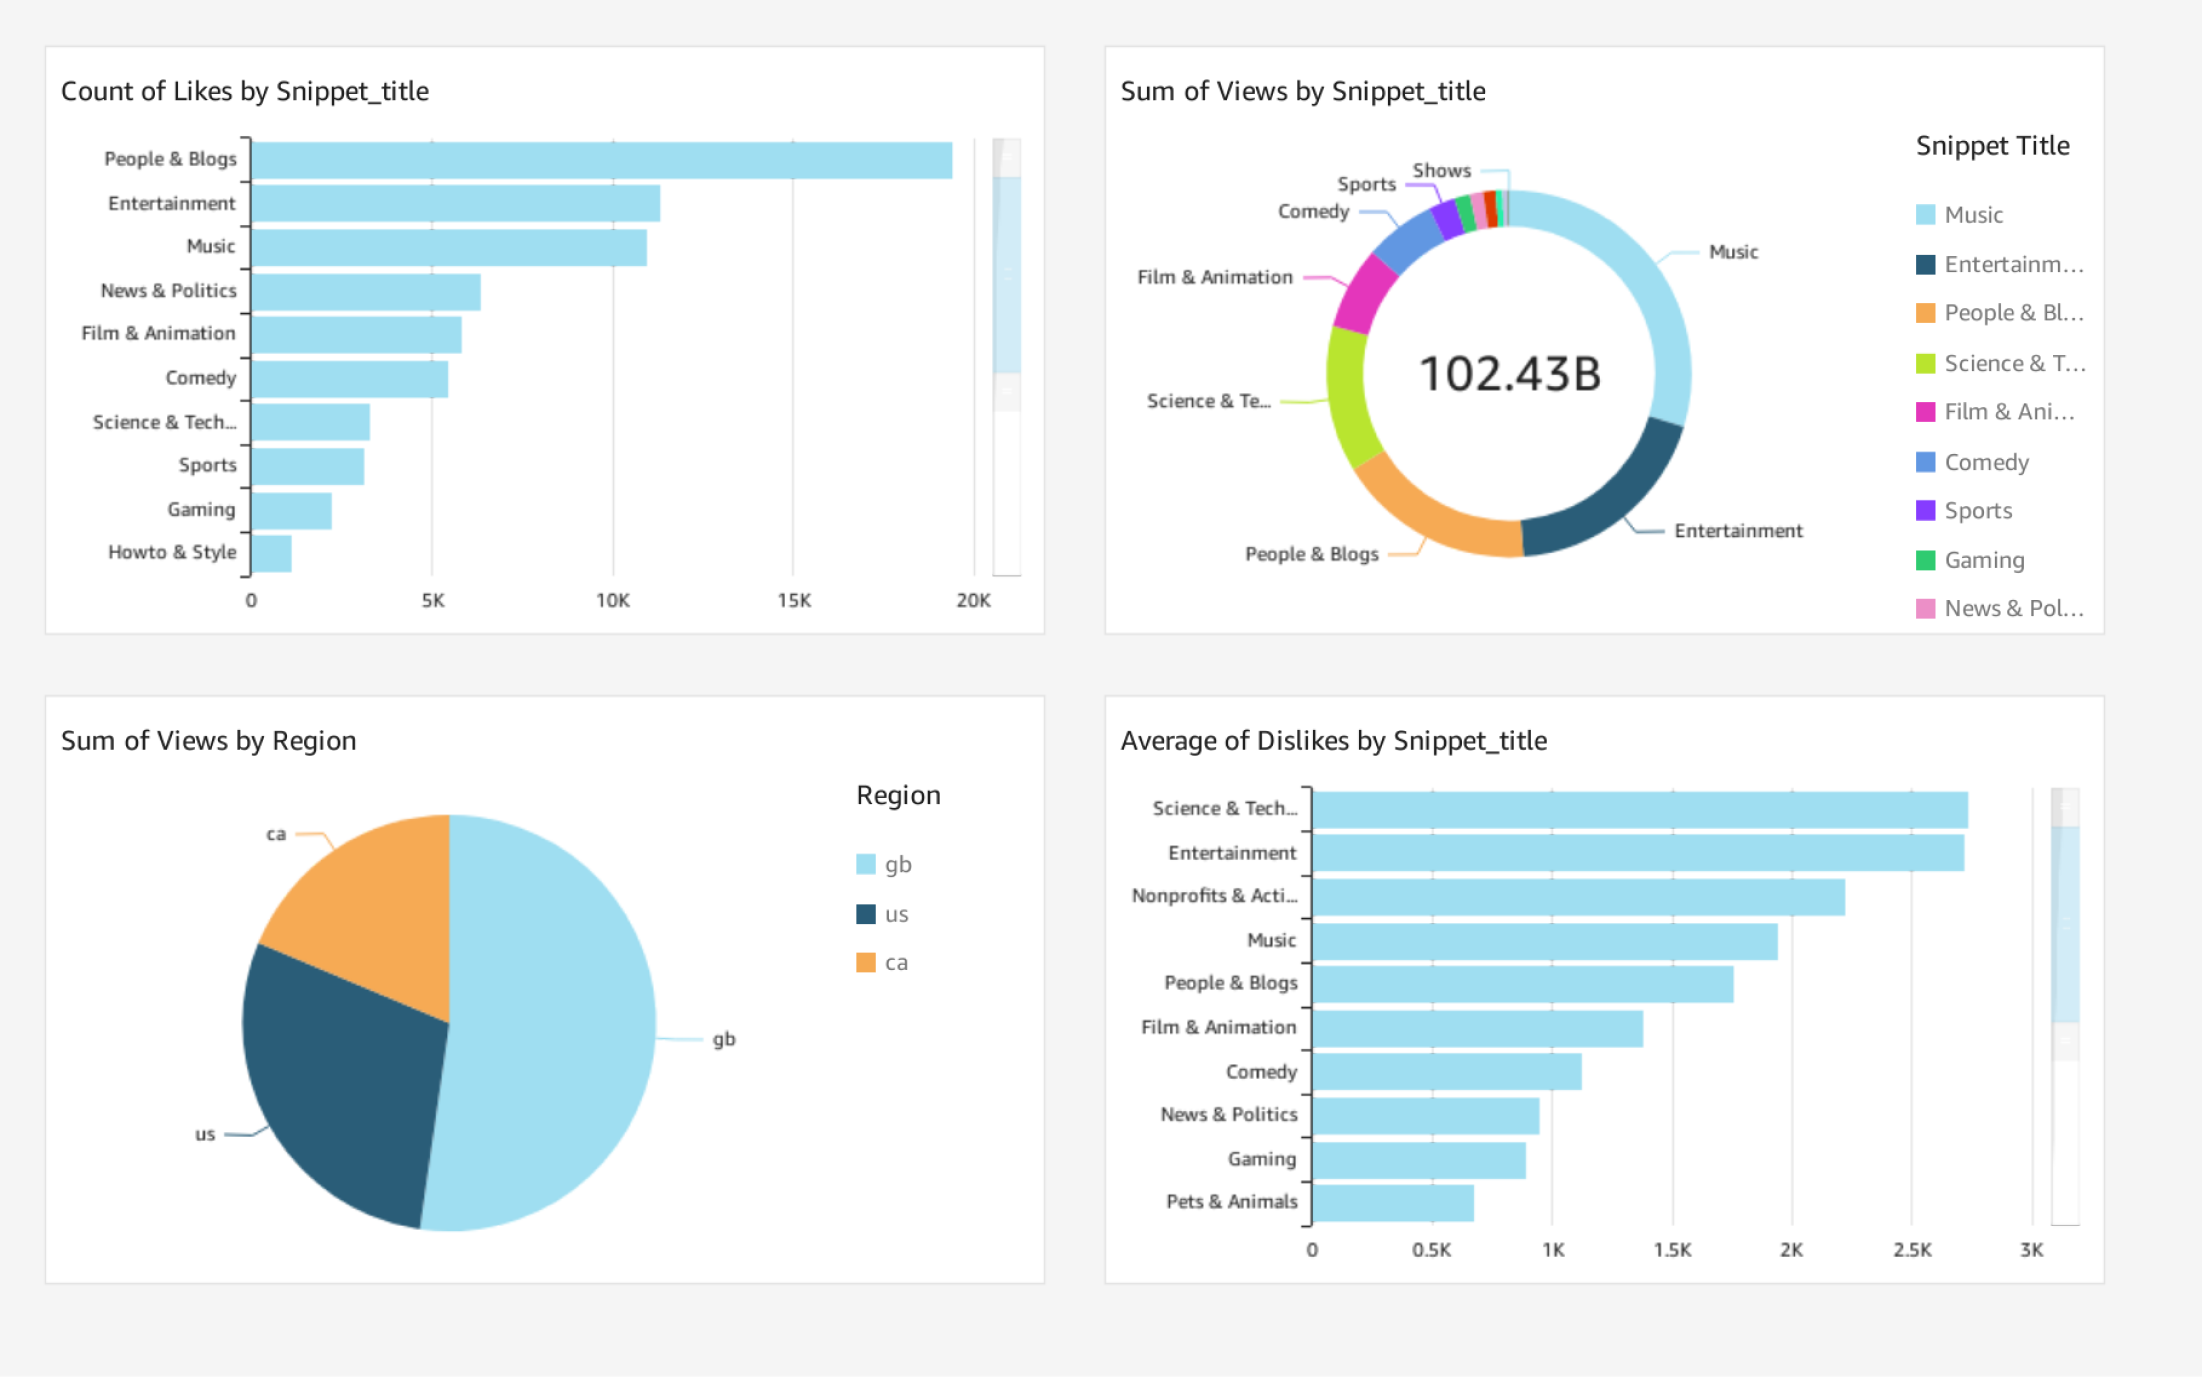 Count of Likes by Snippet_title
People & Blogs
Entertainment
Music
News & Politics
Film & Animation
Comedy
Science & Tech...
Sports
Gaming
Howto & Style
0 5K 10K 15K 20K
Sum of Views by Snippet_title
Shows
Sports
Comedy
Film & Animation
Science & Te...
People & Blogs
Music
Entertainment
102.43B
Snippet Title
Music
Entertainm...
People & Bl...
Science & T...
Film & Ani...
Comedy
Sports
Gaming
News & Pol...
Sum of Views by Region
ca
us
gb
Region
gb
us
ca
Average of Dislikes by Snippet_title
Science & Tech...
Entertainment
Nonprofits & Acti...
Music
People & Blogs
Film & Animation
Comedy
News & Politics
Gaming
Pets & Animals
0 0.5K 1K 1.5K 2K 2.5K 3K